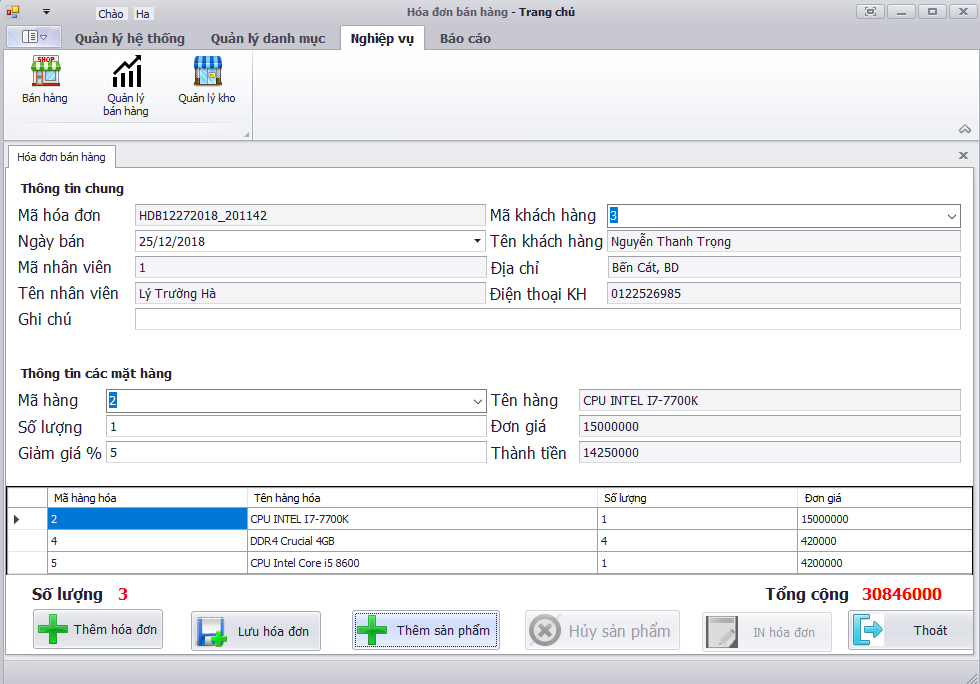 Chào Ha
Hóa đơn bán hàng - Trang chủ
Quản lý hệ thống Quản lý danh mục Nghiệp vụ Báo cáo
SHOP
Bán hàng
Quản lý
bán hàng
Quản lý kho
Hóa đơn bán hàng
Thông tin chung
Mã hóa đơn HDB12272018_201142 Mã khách hàng 3
Ngày bán 25/12/2018 Tên khách hàng Nguyễn Thanh Trọng
Mã nhân viên 1 Địa chỉ Bến Cát, BD
Tên nhân viên Lý Trường Hà Điện thoại KH 0122526985
Ghi chú
Thông tin các mặt hàng
Mã hàng 2 Tên hàng CPU INTEL I7-7700K
Số lượng 1 Đơn giá 15000000
Giảm giá % 5 Thành tiền 14250000
Mã hàng hóa Tên hàng hóa Số lượng Đơn giá
2 CPU INTEL I7-7700K 1 15000000
4 DDR4 Crucial 4GB 4 420000
5 CPU Intel Core i5 8600 1 4200000
Số lượng 3 Tổng cộng 30846000
Thêm hóa đơn Lưu hóa đơn Thêm sản phẩm Hủy sản phẩm IN hóa đơn Thoát